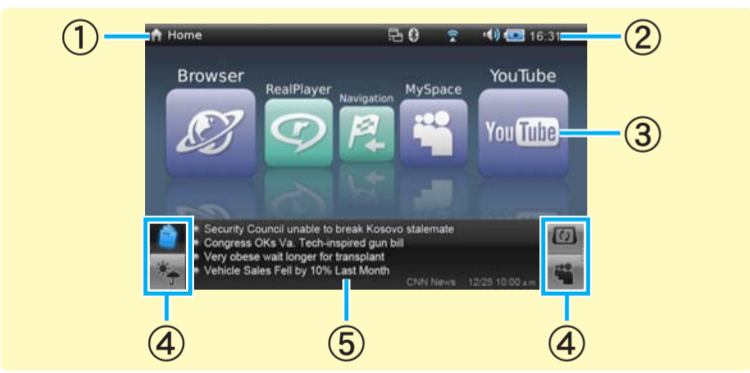 ① Home 16:31 ②
Browser RealPlayer Navigation MySpace YouTube
You Tube ③
Security Council unable to break Kosovo stalemate
Congress OKs Va. Tech-inspired gun bill
Very obese wait longer for transplant
Vehicle Sales Fell by 10% Last Month
CNN News 12/25 10:00 a.m.
④ ⑤ ④